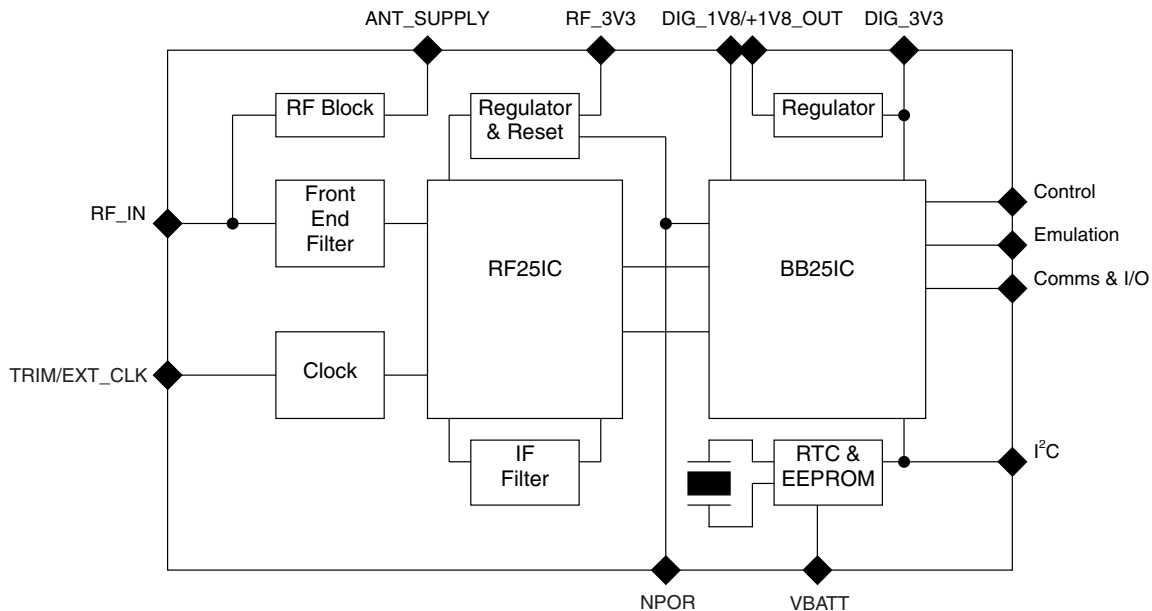 ANT_SUPPLY
RF_3V3
DIG_1V8/+1V8_OUT
DIG_3V3
RF Block
Regulator
& Reset
Regulator
RF_IN
Front
End
Filter
RF25IC
BB25IC
Control
Emulation
Comms & I/O
TRIM/EXT_CLK
Clock
IF
Filter
RTC &
EEPROM
I²C
NPOR
VBATT